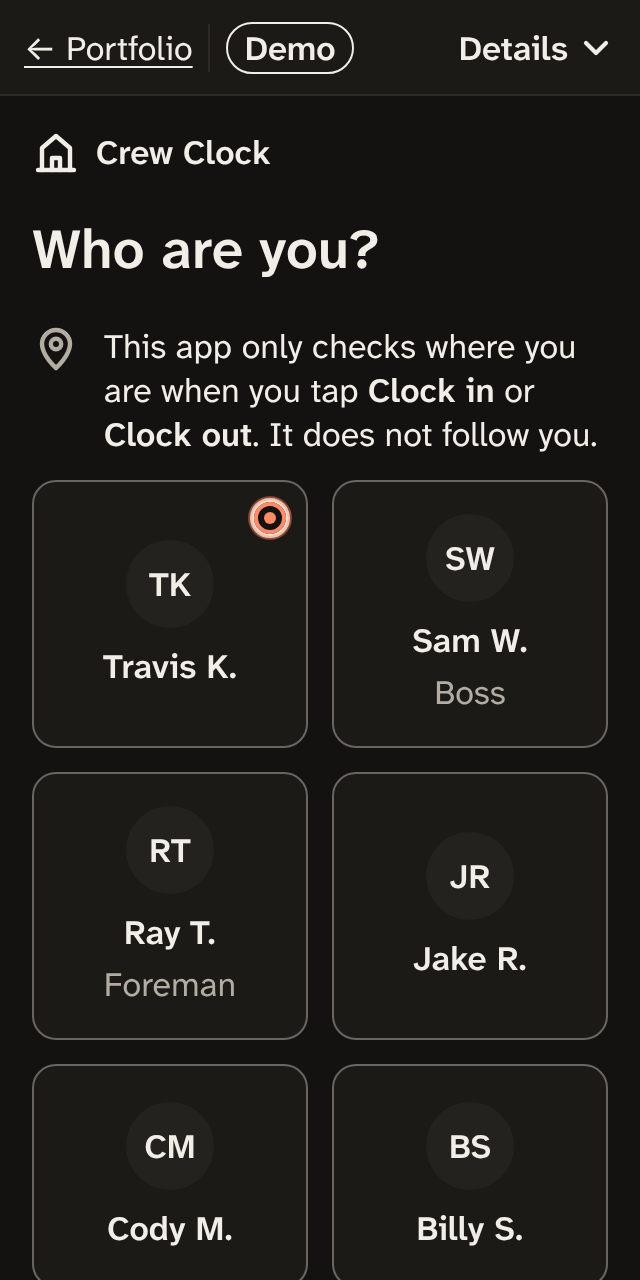 ← Portfolio
Demo
Details
Crew Clock
Who are you?
This app only checks where you
are when you tap Clock in or
Clock out. It does not follow you.
TK
Travis K.
SW
Sam W.
Boss
RT
Ray T.
Foreman
JR
Jake R.
CM
Cody M.
BS
Billy S.